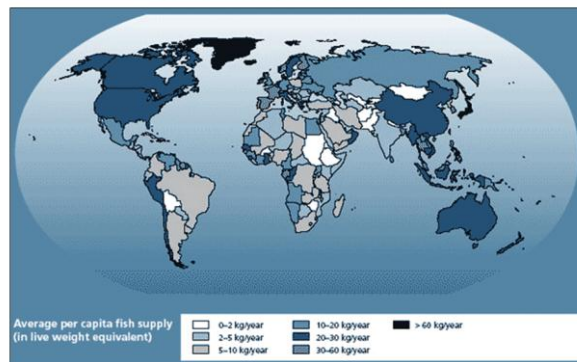 Average per capita fish supply
(in live weight equivalent)
0–2 kg/year
2–5 kg/year
5–10 kg/year
10–20 kg/year
20–30 kg/year
30–60 kg/year
> 60 kg/year